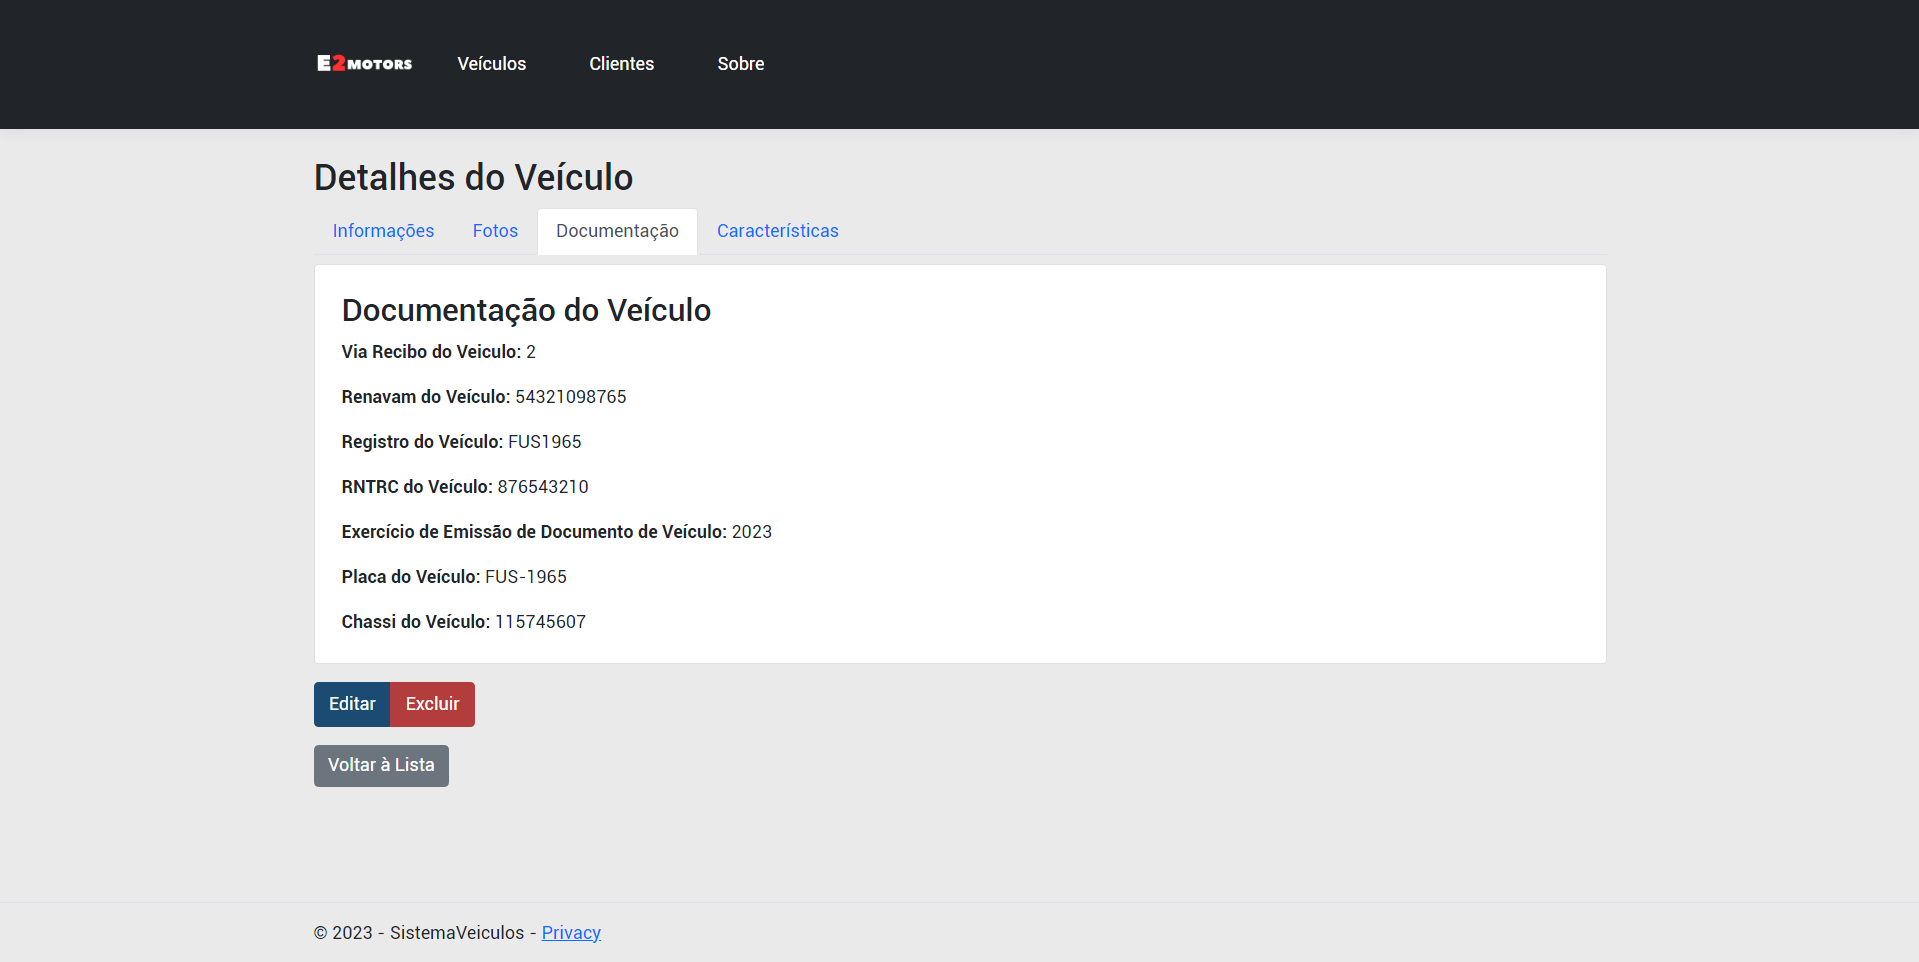 E2MOTORS Veículos Clientes Sobre
Detalhes do Veículo
Informações Fotos Documentação Características
Documentação do Veículo
Via Recibo do Veiculo: 2
Renavam do Veículo: 54321098765
Registro do Veículo: FUS1965
RNTRC do Veículo: 876543210
Exercício de Emissão de Documento de Veículo: 2023
Placa do Veículo: FUS-1965
Chassi do Veículo: 115745607
Editar Excluir
Voltar à Lista
© 2023 - SistemaVeiculos - Privacy